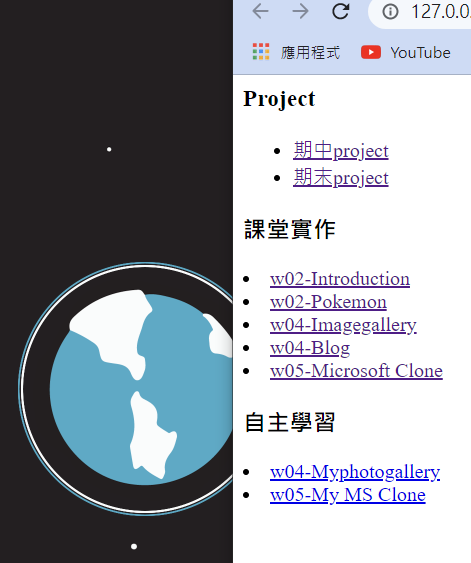 127.0.0.
應用程式 YouTube
Project
期中project
期末project
課堂實作
w02-Introduction
w02-Pokemon
w04-Imagegallery
w04-Blog
w05-Microsoft Clone
自主學習
w04-Myphotogallery
w05-My MS Clone